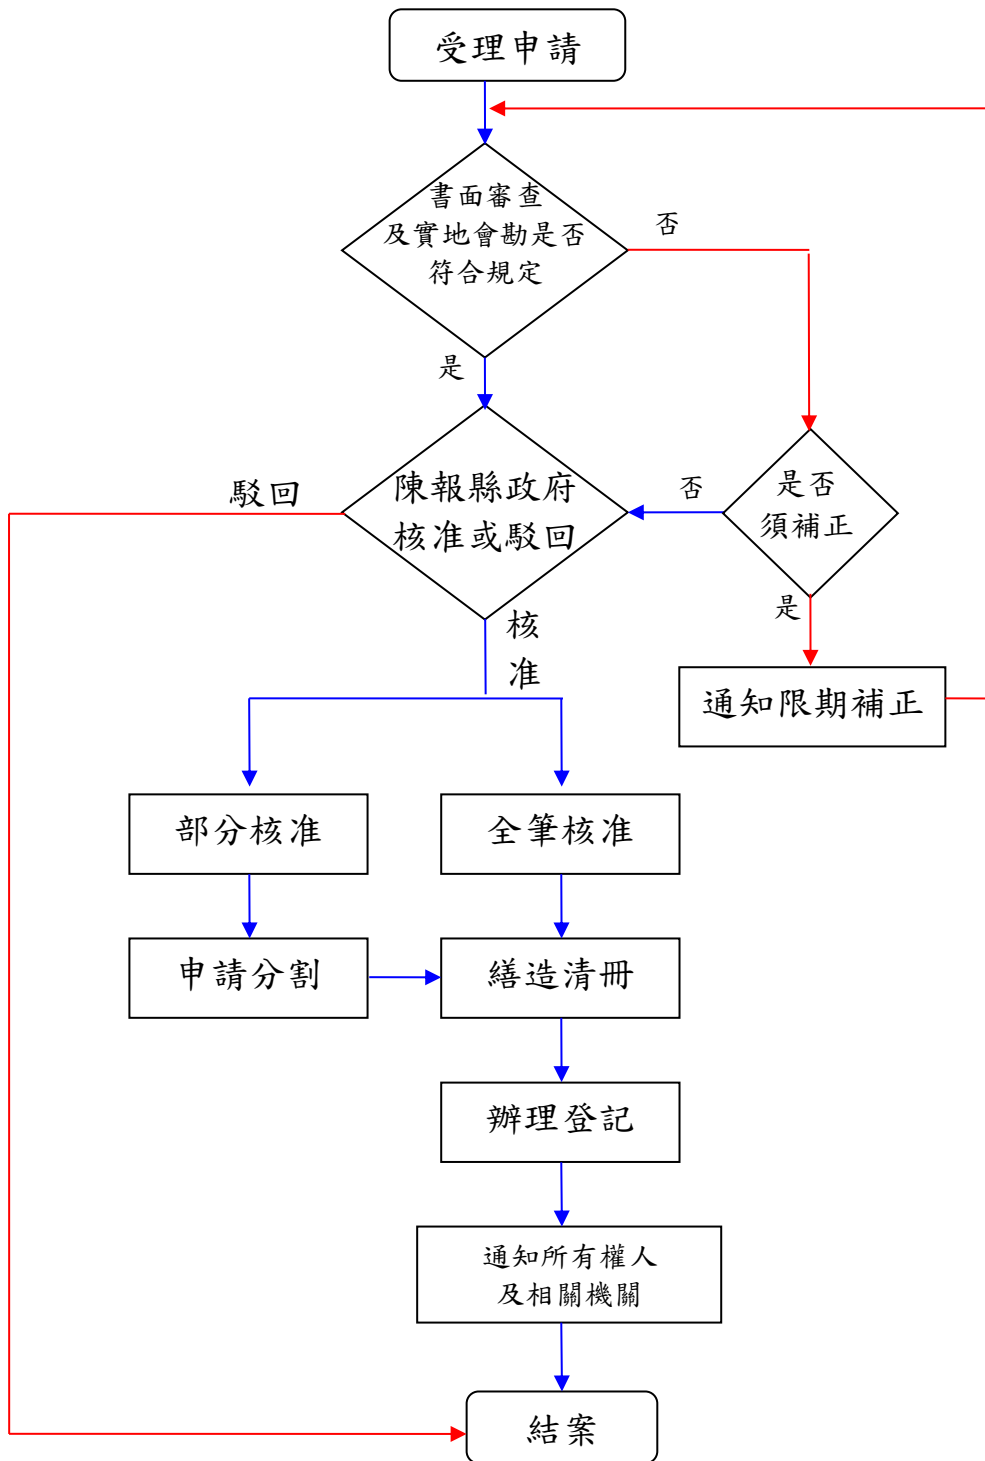 受理申請
書面審查
及實地會勘是否
符合規定
否
是
駁回
陳報縣政府
核准或駁回
否
是否
須補正
是
核
准
通知限期補正
部分核准
全筆核准
申請分割
繕造清冊
辦理登記
通知所有權人
及相關機關
結案